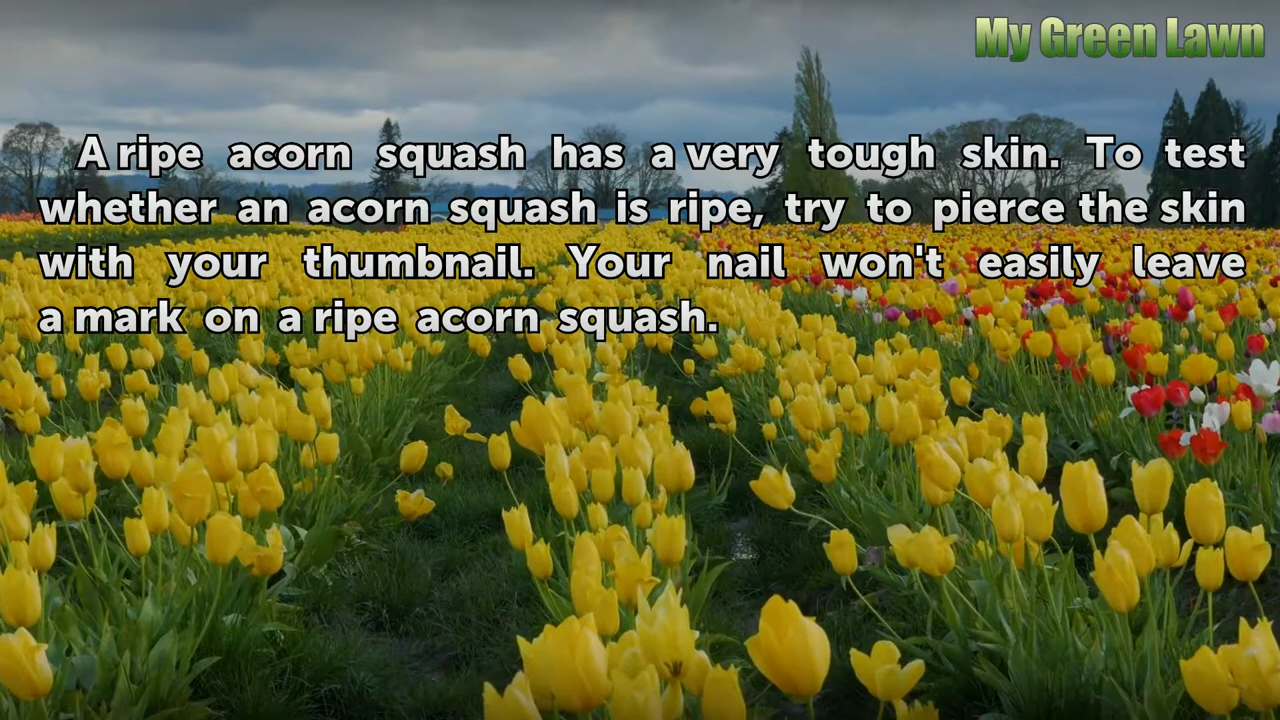 My Green Lawn
A ripe acorn squash has a very tough skin. To test
whether an acorn squash is ripe, try to pierce the skin
with your thumbnail. Your nail won't easily leave
a mark on a ripe acorn squash.